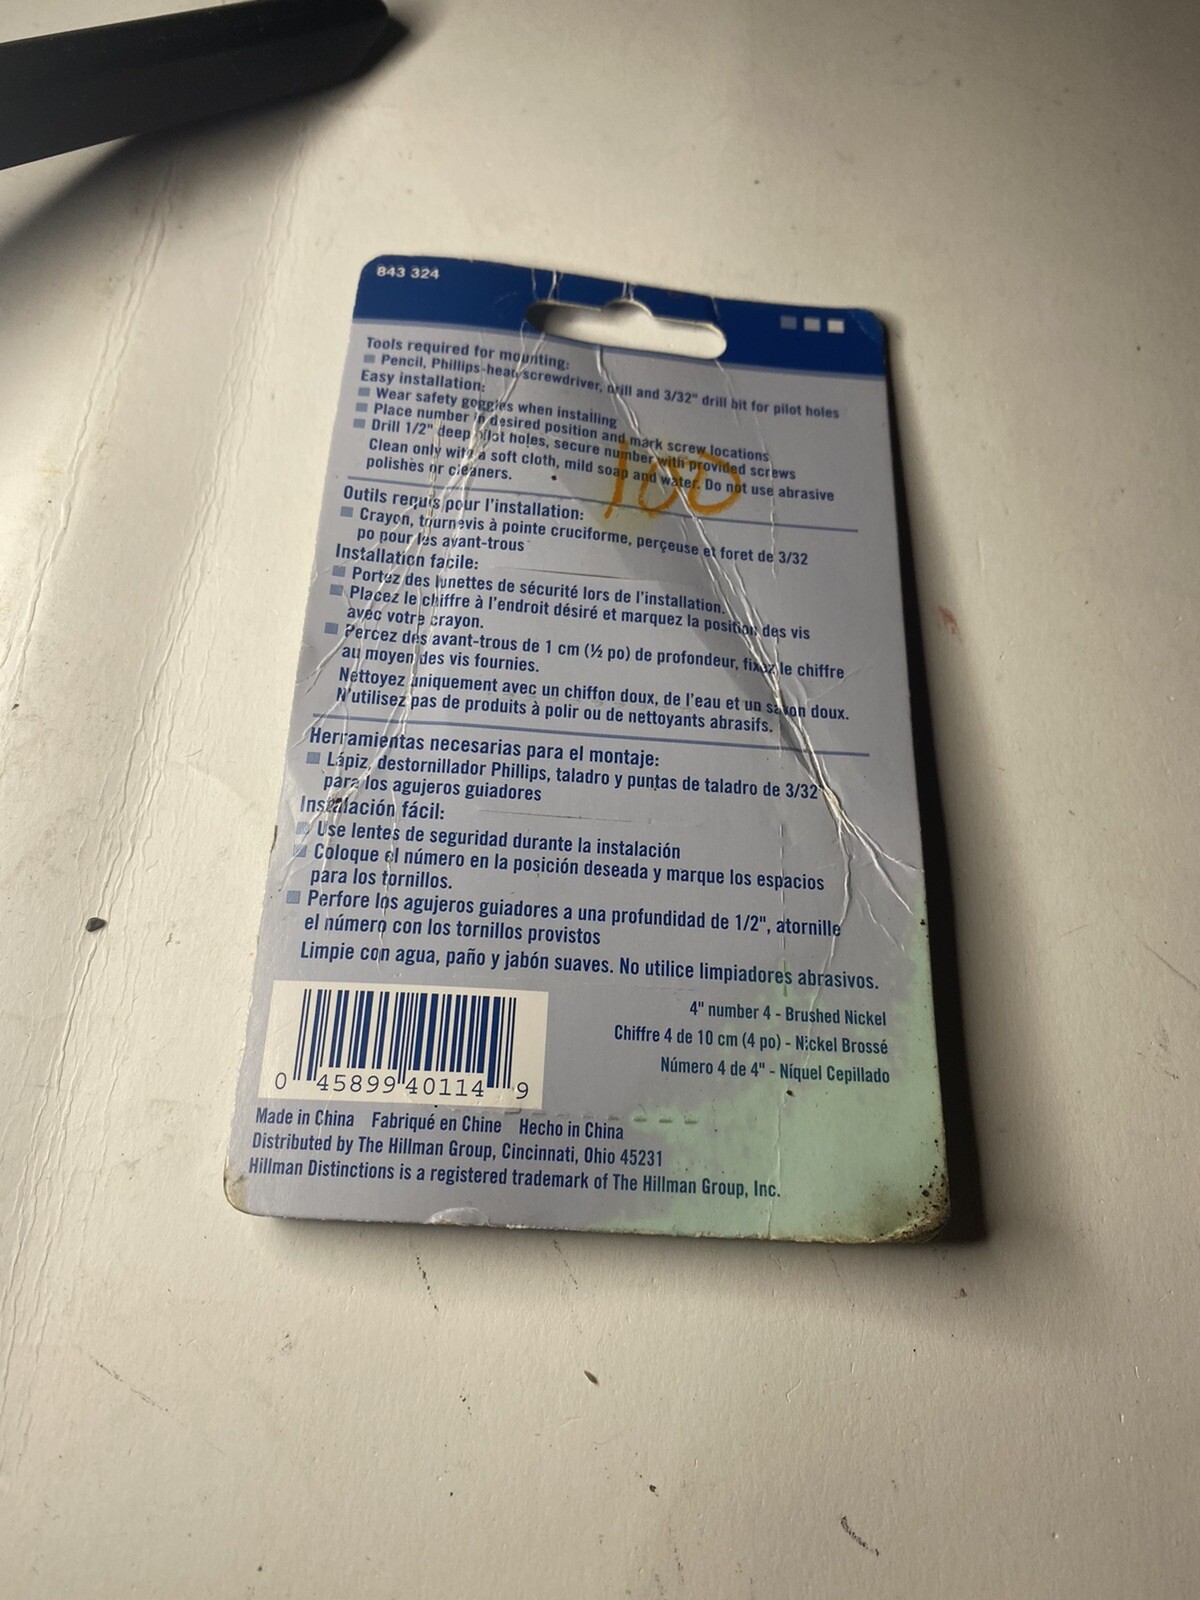 843 324
Tools required for mounting:
Pencil, Phillips-head screwdriver, drill and 3/32" drill bit for pilot holes
Easy installation:
Wear safety goggles when installing
Place number in desired position and mark screw locations
Drill 1/2" deep pilot holes, secure number with provided screws
Clean only with a soft cloth, mild soap and water. Do not use abrasive
polishes or cleaners.
100
Outils requis pour l'installation:
Crayon, tournevis à pointe cruciforme, perçeuse et foret de 3/32
po pour les avant-trous
Installation facile:
Portez des lunettes de sécurité lors de l'installation.
Placez le chiffre à l'endroit désiré et marquez la position des vis
avec votre crayon.
Percez des avant-trous de 1 cm (½ po) de profondeur, fixez le chiffre
au moyen des vis fournies.
Nettoyez uniquement avec un chiffon doux, de l'eau et un savon doux.
N'utilisez pas de produits à polir ou de nettoyants abrasifs.
Herramientas necesarias para el montaje:
Lápiz, destornillador Phillips, taladro y puntas de taladro de 3/32"
para los agujeros guiadores
Instalación fácil:
Use lentes de seguridad durante la instalación
Coloque el número en la posición deseada y marque los espacios
para los tornillos.
Perfore los agujeros guiadores a una profundidad de 1/2", atornille
el número con los tornillos provistos
Limpie con agua, paño y jabón suaves. No utilice limpiadores abrasivos.
4" number 4 - Brushed Nickel
Chiffre 4 de 10 cm (4 po) - Nickel Brossé
Número 4 de 4" - Níquel Cepillado
0 45899 40114 9
Made in China Fabriqué en Chine Hecho in China
Distributed by The Hillman Group, Cincinnati, Ohio 45231
Hillman Distinctions is a registered trademark of The Hillman Group, Inc.